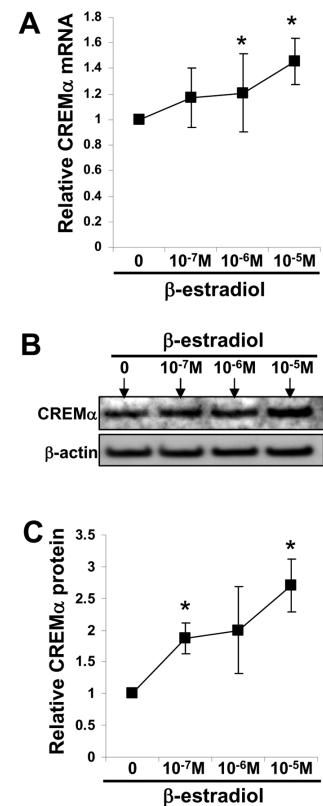 A
Relative CREMα mRNA
1.8
1.6
1.4
1.2
1
0.8
0.6
0.4
0.2
0
* *
0 10⁻⁷M 10⁻⁶M 10⁻⁵M
β-estradiol
B
β-estradiol
0 10⁻⁷M 10⁻⁶M 10⁻⁵M
CREMα
β-actin
C
Relative CREMα protein
3.5
3
2.5
2
1.5
1
0.5
0
* *
0 10⁻⁷M 10⁻⁶M 10⁻⁵M
β-estradiol